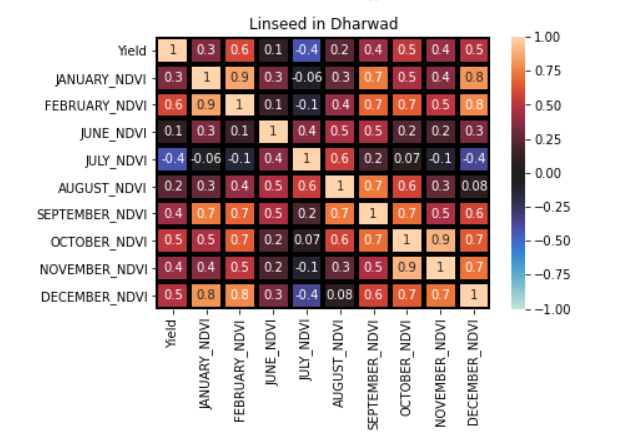 Linseed in Dharwad
Yield 1 0.3 0.6 0.1 -0.4 0.2 0.4 0.5 0.4 0.5
JANUARY_NDVI 0.3 1 0.9 0.3 -0.06 0.3 0.7 0.5 0.4 0.8
FEBRUARY_NDVI 0.6 0.9 1 0.1 -0.1 0.4 0.7 0.7 0.5 0.8
JUNE_NDVI 0.1 0.3 0.1 1 0.4 0.5 0.5 0.2 0.2 0.3
JULY_NDVI -0.4 -0.06 -0.1 0.4 1 0.6 0.2 0.07 -0.1 -0.4
AUGUST_NDVI 0.2 0.3 0.4 0.5 0.6 1 0.7 0.6 0.3 0.08
SEPTEMBER_NDVI 0.4 0.7 0.7 0.5 0.2 0.7 1 0.7 0.5 0.6
OCTOBER_NDVI 0.5 0.5 0.7 0.2 0.07 0.6 0.7 1 0.9 0.7
NOVEMBER_NDVI 0.4 0.4 0.5 0.2 -0.1 0.3 0.5 0.9 1 0.7
DECEMBER_NDVI 0.5 0.8 0.8 0.3 -0.4 0.08 0.6 0.7 0.7 1
Yield
JANUARY_NDVI
FEBRUARY_NDVI
JUNE_NDVI
JULY_NDVI
AUGUST_NDVI
SEPTEMBER_NDVI
OCTOBER_NDVI
NOVEMBER_NDVI
DECEMBER_NDVI
1.00
0.75
0.50
0.25
0.00
−0.25
−0.50
−0.75
−1.00